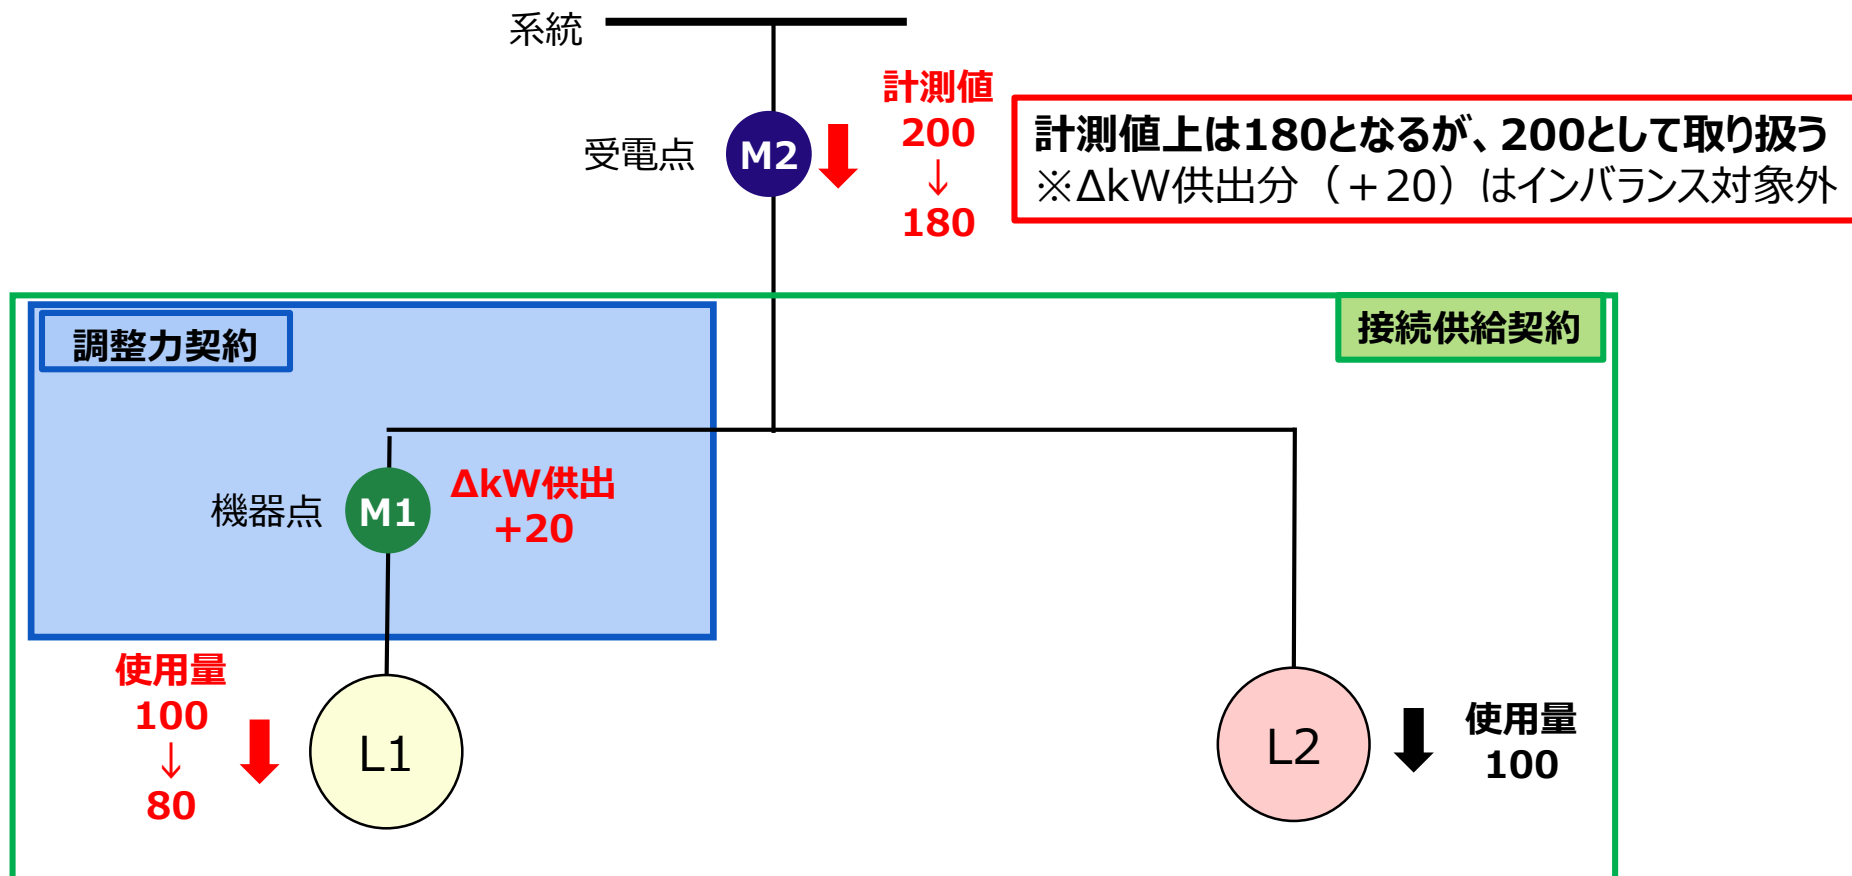 系統
計測値
200
↓
180
受電点
M2
計測値上は180となるが、200として取り扱う
※ΔkW供出分（＋20）はインバランス対象外
調整力契約
接続供給契約
機器点
M1
ΔkW供出
+20
使用量
100
↓
80
L1
L2
使用量
100